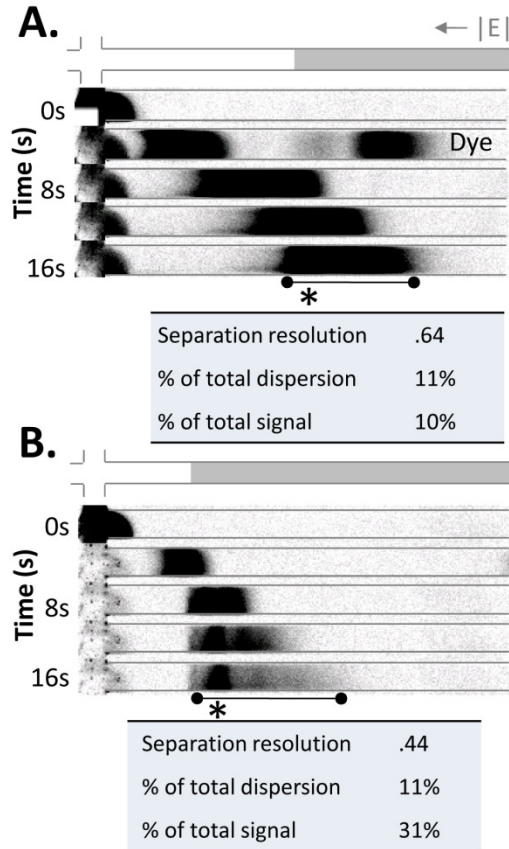 A.
|E|
Time (s)
0s
Dye
8s
16s
*
Separation resolution .64
% of total dispersion 11%
% of total signal 10%
B.
Time (s)
0s
8s
16s
*
Separation resolution .44
% of total dispersion 11%
% of total signal 31%